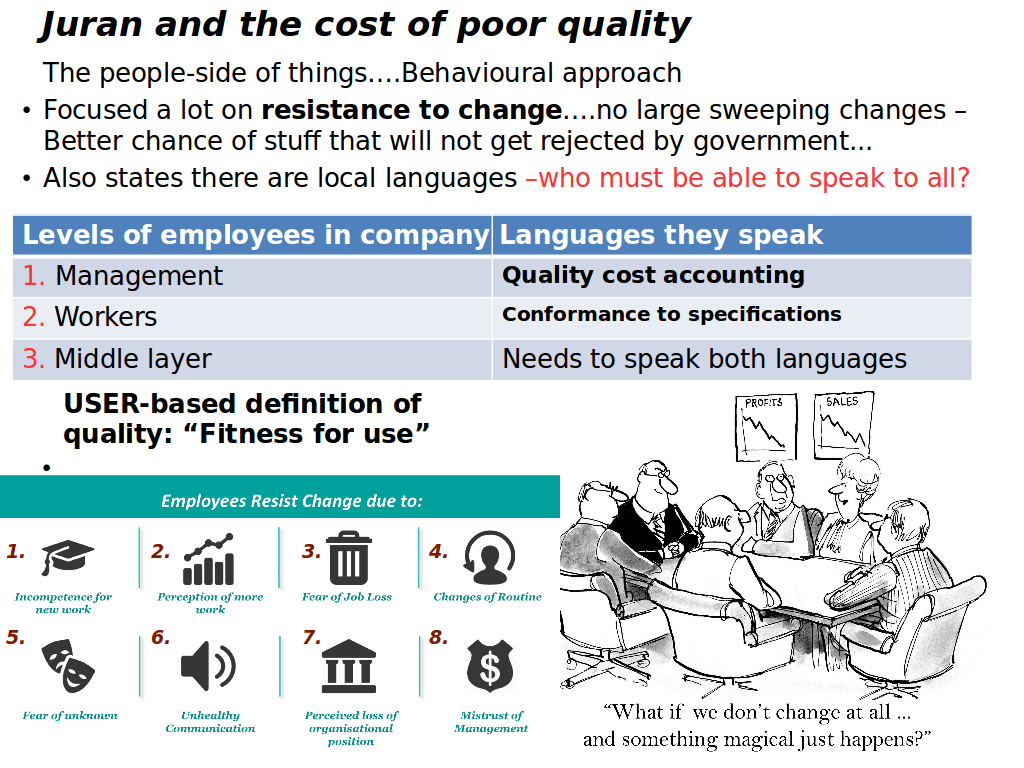 Juran and the cost of poor quality
The people-side of things....Behavioural approach
• Focused a lot on resistance to change....no large sweeping changes –
Better chance of stuff that will not get rejected by government...
• Also states there are local languages –who must be able to speak to all?
Levels of employees in company Languages they speak
1. Management Quality cost accounting
2. Workers Conformance to specifications
3. Middle layer Needs to speak both languages
USER-based definition of
quality: “Fitness for use”
•
PROFITS SALES
Employees Resist Change due to:
1. 2. 3. 4.
Incompetence for Perception of more Fear of Job Loss Changes of Routine
new work work
5. 6. 7. 8.
Fear of unknown Unhealthy Perceived loss of Mistrust of
Communication organisational Management
position
“What if we don't change at all ...
and something magical just happens?”